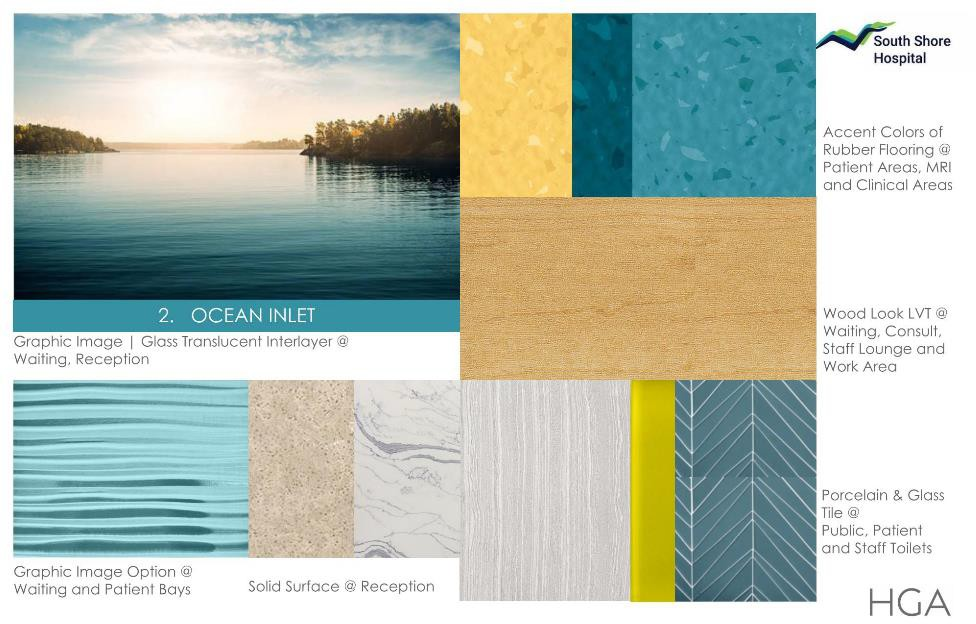 South Shore
Hospital
Accent Colors of
Rubber Flooring @
Patient Areas, MRI
and Clinical Areas
2. OCEAN INLET
Graphic Image | Glass Translucent Interlayer @
Waiting, Reception
Wood Look LVT @
Waiting, Consult,
Staff Lounge and
Work Area
Porcelain & Glass
Tile @
Public, Patient
and Staff Toilets
Graphic Image Option @
Waiting and Patient Bays
Solid Surface @ Reception
HGA